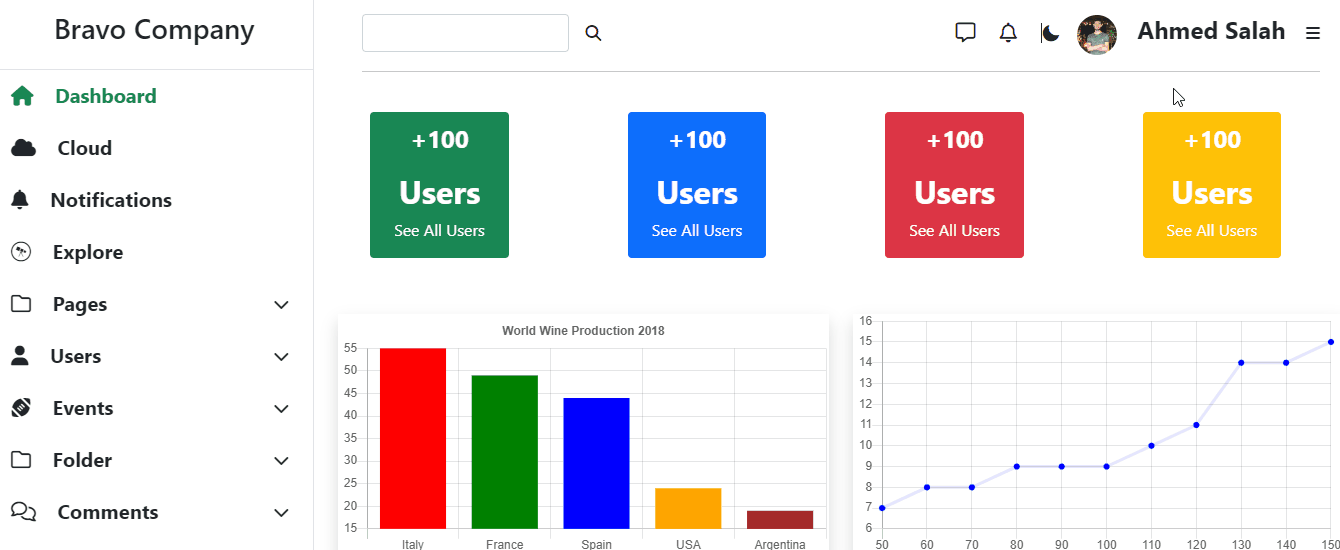 Bravo Company
Ahmed Salah
Dashboard
Cloud
Notifications
Explore
Pages
Users
Events
Folder
Comments
+100
Users
See All Users
+100
Users
See All Users
+100
Users
See All Users
+100
Users
See All Users
World Wine Production 2018
55
50
45
40
35
30
25
20
15
Italy France Spain USA Argentina
16
15
14
13
12
11
10
9
8
7
6
50 60 70 80 90 100 110 120 130 140 150